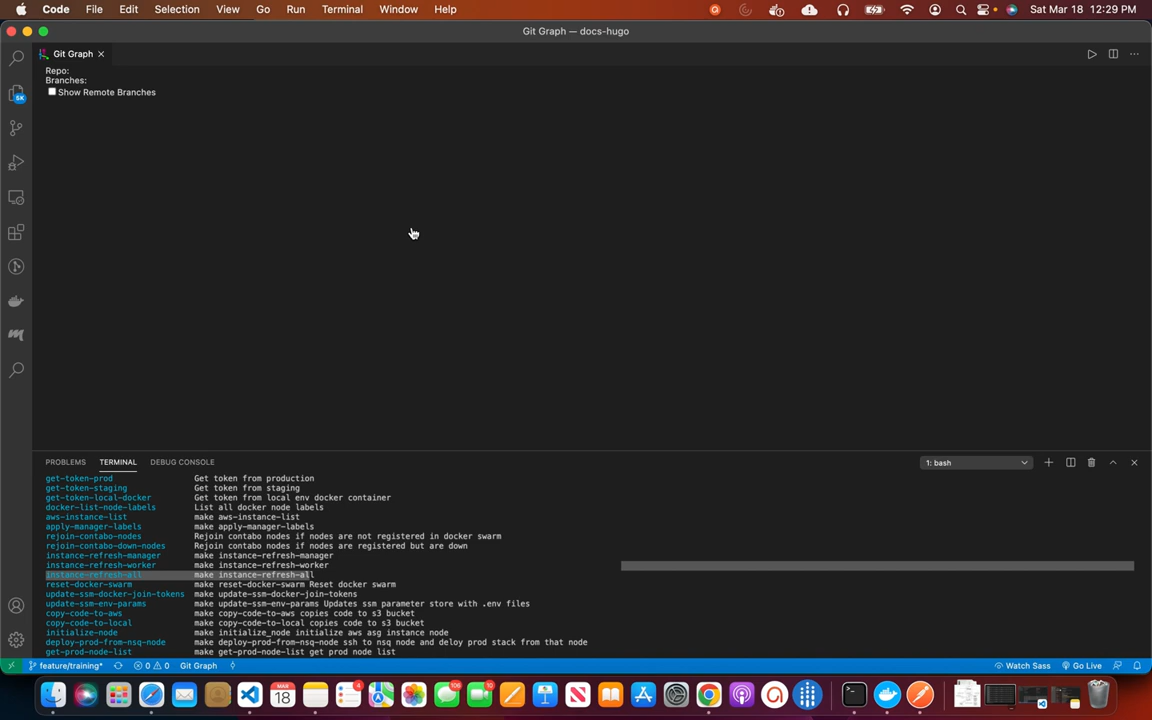 Code File Edit Selection View Go Run Terminal Window Help Sat Mar 18 12:29 PM
Git Graph — docs-hugo
Git Graph
Repo:
Branches:
Show Remote Branches
5K
PROBLEMS TERMINAL DEBUG CONSOLE 1: bash
get-token-prod Get token from production
get-token-staging Get token from staging
get-token-local-docker Get token from local env docker container
docker-list-node-labels List all docker node labels
aws-instance-list make aws-instance-list
apply-manager-labels make apply-manager-labels
rejoin-contabo-nodes Rejoin contabo nodes if nodes are not registered in docker swarm
rejoin-contabo-down-nodes Rejoin contabo nodes if nodes are registered but are down
instance-refresh-manager make instance-refresh-manager
instance-refresh-worker make instance-refresh-worker
instance-refresh-all make instance-refresh-all
reset-docker-swarm make reset-docker-swarm Reset docker swarm
update-ssm-docker-join-tokens make update-ssm-docker-join-tokens
update-ssm-env-params make update-ssm-env-params Updates ssm parameter store with .env files
copy-code-to-aws make copy-code-to-aws copies code to s3 bucket
copy-code-to-local make copy-code-to-local copies code to s3 bucket
initialize-node make initialize_node initialize aws asg instance node
deploy-prod-from-nsq-node make deploy-prod-from-nsq-node ssh to nsq node and deloy prod stack from that node
get-prod-node-list make get-prod-node-list get prod node list
feature/training* 0 0 Git Graph Watch Sass Go Live
MAR
18